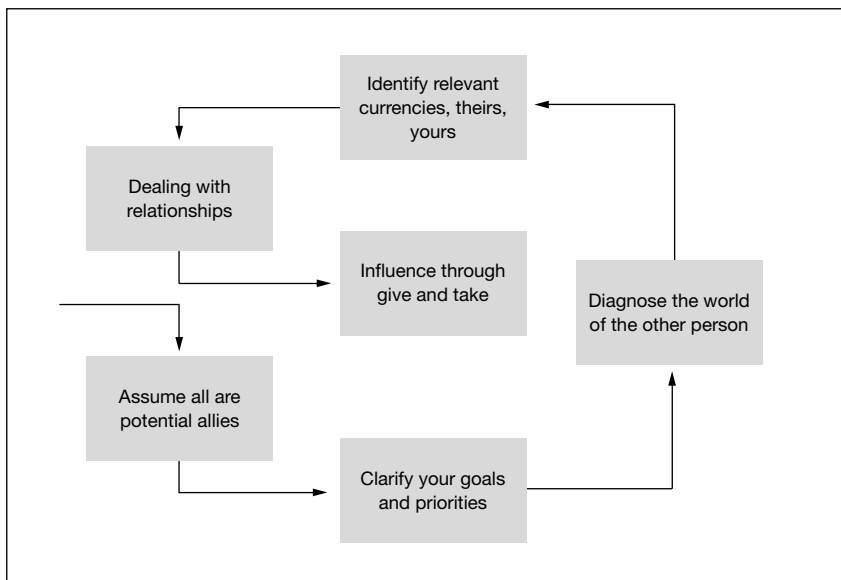 Identify relevant
currencies, theirs,
yours
Dealing with
relationships
Influence through
give and take
Diagnose the world
of the other person
Assume all are
potential allies
Clarify your goals
and priorities